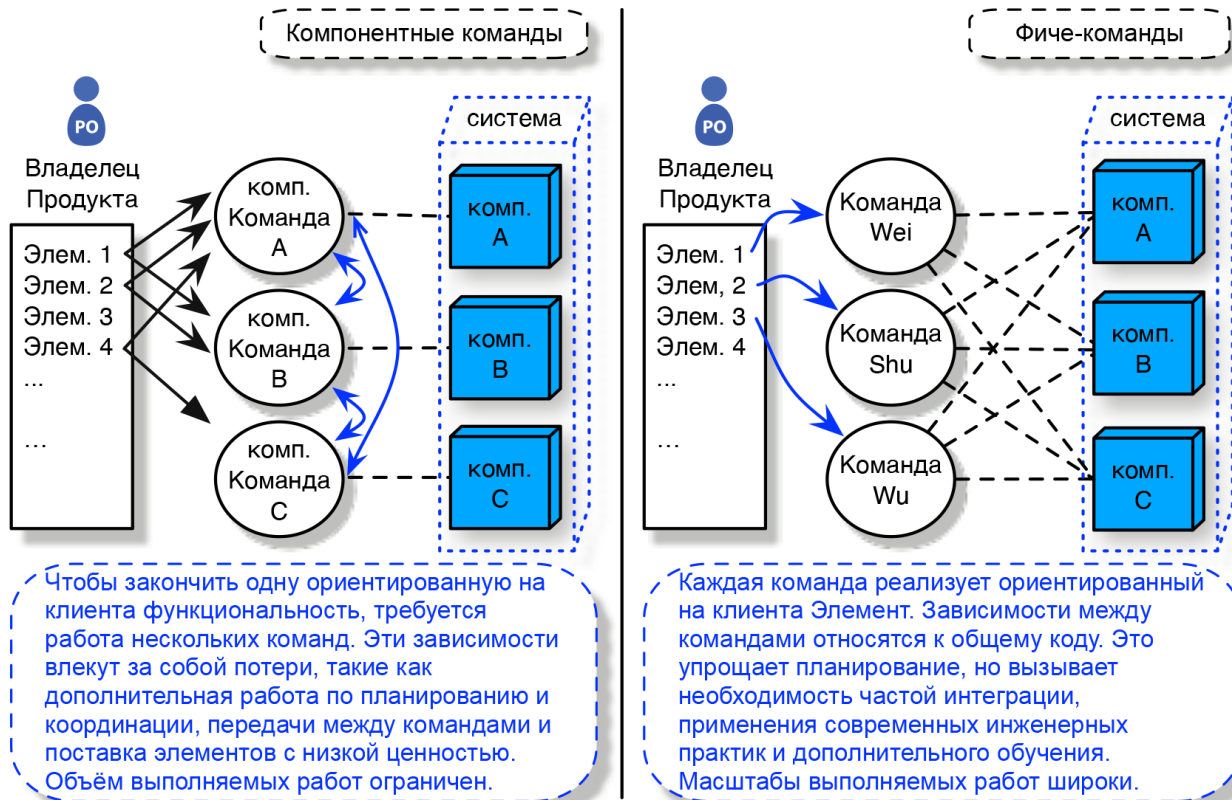 Компонентные команды
PO
Владелец
Продукта
Элем. 1
Элем. 2
Элем. 3
Элем. 4
...
...
комп.
Команда
A
комп.
Команда
B
комп.
Команда
C
система
комп.
A
комп.
B
комп.
C
Чтобы закончить одну ориентированную на
клиента функциональность, требуется
работа нескольких команд. Эти зависимости
влекут за собой потери, такие как
дополнительная работа по планированию и
координации, передачи между командами и
поставка элементов с низкой ценностью.
Объём выполняемых работ ограничен.
Фиче-команды
PO
Владелец
Продукта
Элем. 1
Элем, 2
Элем. 3
Элем. 4
...
...
Команда
Wei
Команда
Shu
Команда
Wu
система
комп.
A
комп.
B
комп.
C
Каждая команда реализует ориентированный
на клиента Элемент. Зависимости между
командами относятся к общему коду. Это
упрощает планирование, но вызывает
необходимость частой интеграции,
применения современных инженерных
практик и дополнительного обучения.
Масштабы выполняемых работ широки.